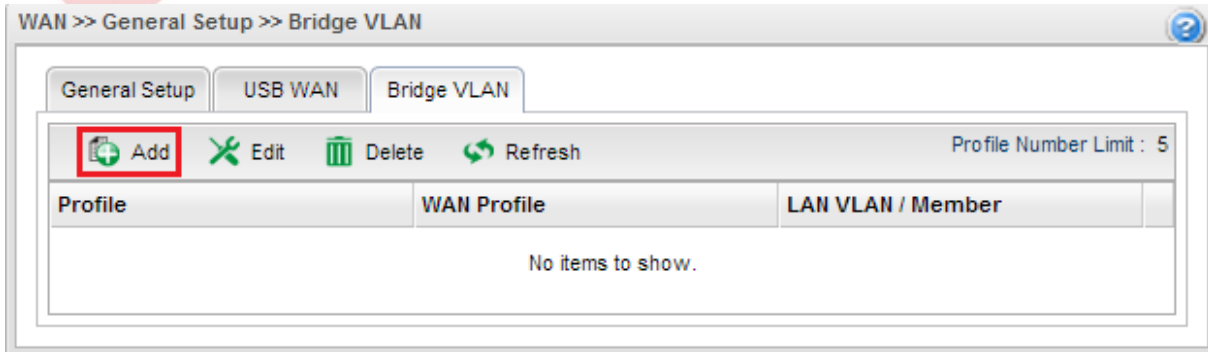 WAN >> General Setup >> Bridge VLAN
General Setup USB WAN Bridge VLAN
Add Edit Delete Refresh Profile Number Limit : 5
Profile WAN Profile LAN VLAN / Member
No items to show.